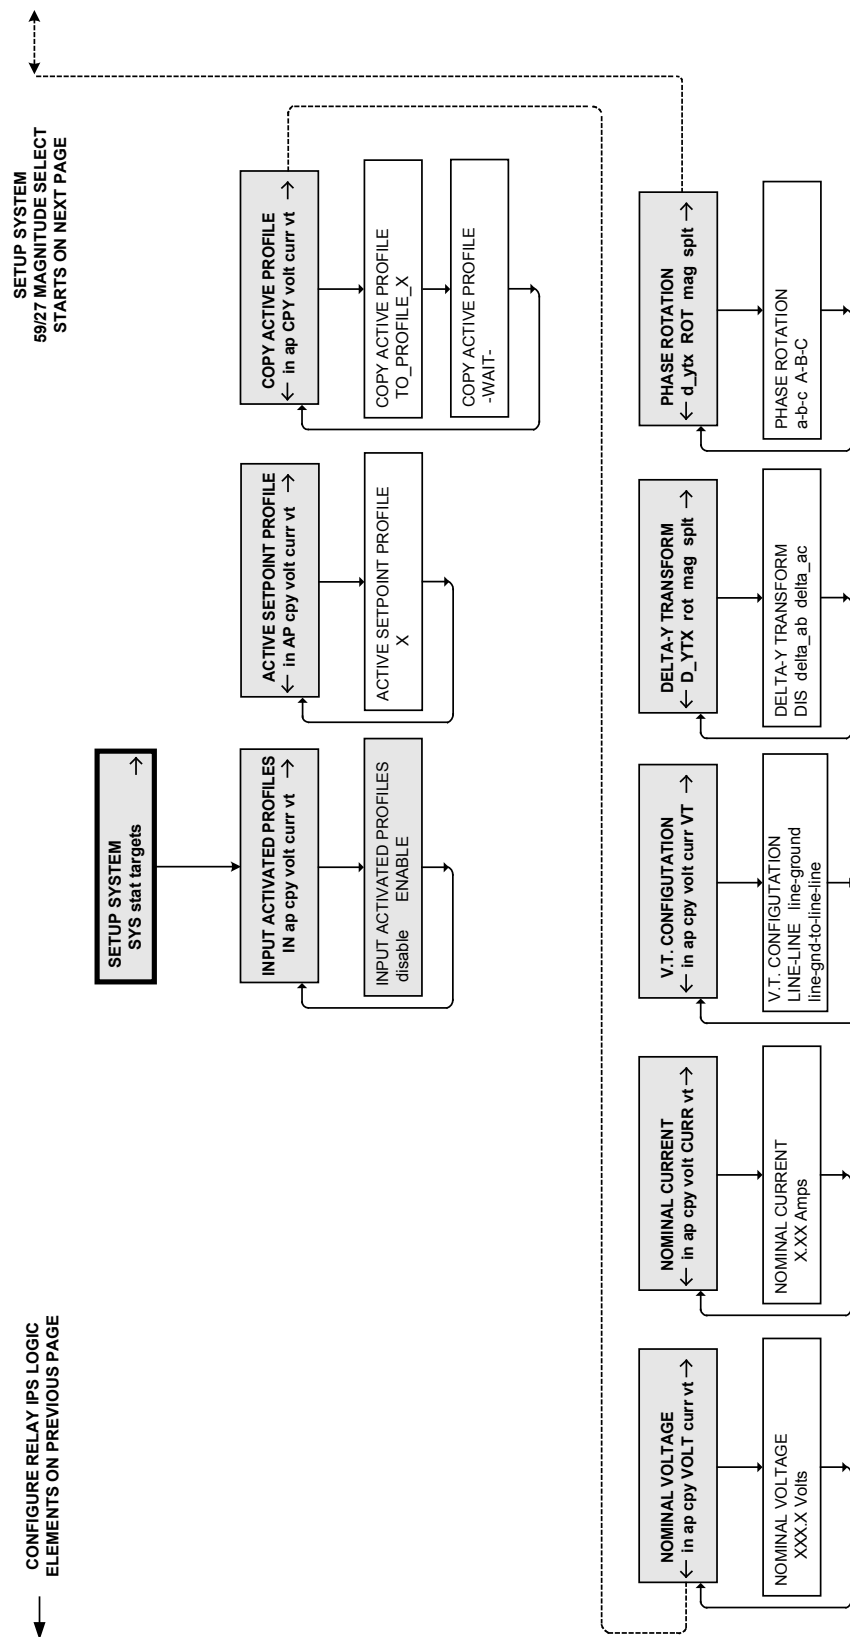 CONFIGURE RELAY IPS LOGIC
ELEMENTS ON PREVIOUS PAGE
SETUP SYSTEM
59/27 MAGNITUDE SELECT
STARTS ON NEXT PAGE
SETUP SYSTEM
SYS stat targets →
INPUT ACTIVATED PROFILES
IN ap cpy volt curr vt →
INPUT ACTIVATED PROFILES
disable ENABLE
ACTIVE SETPOINT PROFILE
← in AP cpy volt curr vt →
ACTIVE SETPOINT PROFILE
X
COPY ACTIVE PROFILE
← in ap CPY volt curr vt →
COPY ACTIVE PROFILE
TO_PROFILE_X
COPY ACTIVE PROFILE
-WAIT-
NOMINAL VOLTAGE
← in ap cpy VOLT curr vt →
NOMINAL VOLTAGE
XXX.X Volts
NOMINAL CURRENT
← in ap cpy volt CURR vt →
NOMINAL CURRENT
X.XX Amps
V.T. CONFIGUTATION
← in ap cpy volt curr VT →
V.T. CONFIGUTATION
LINE-LINE line-ground
line-gnd-to-line-line
DELTA-Y TRANSFORM
← D_YTX rot mag splt →
DELTA-Y TRANSFORM
DIS delta_ab delta_ac
PHASE ROTATION
← d_ytx ROT mag splt →
PHASE ROTATION
a-b-c A-B-C